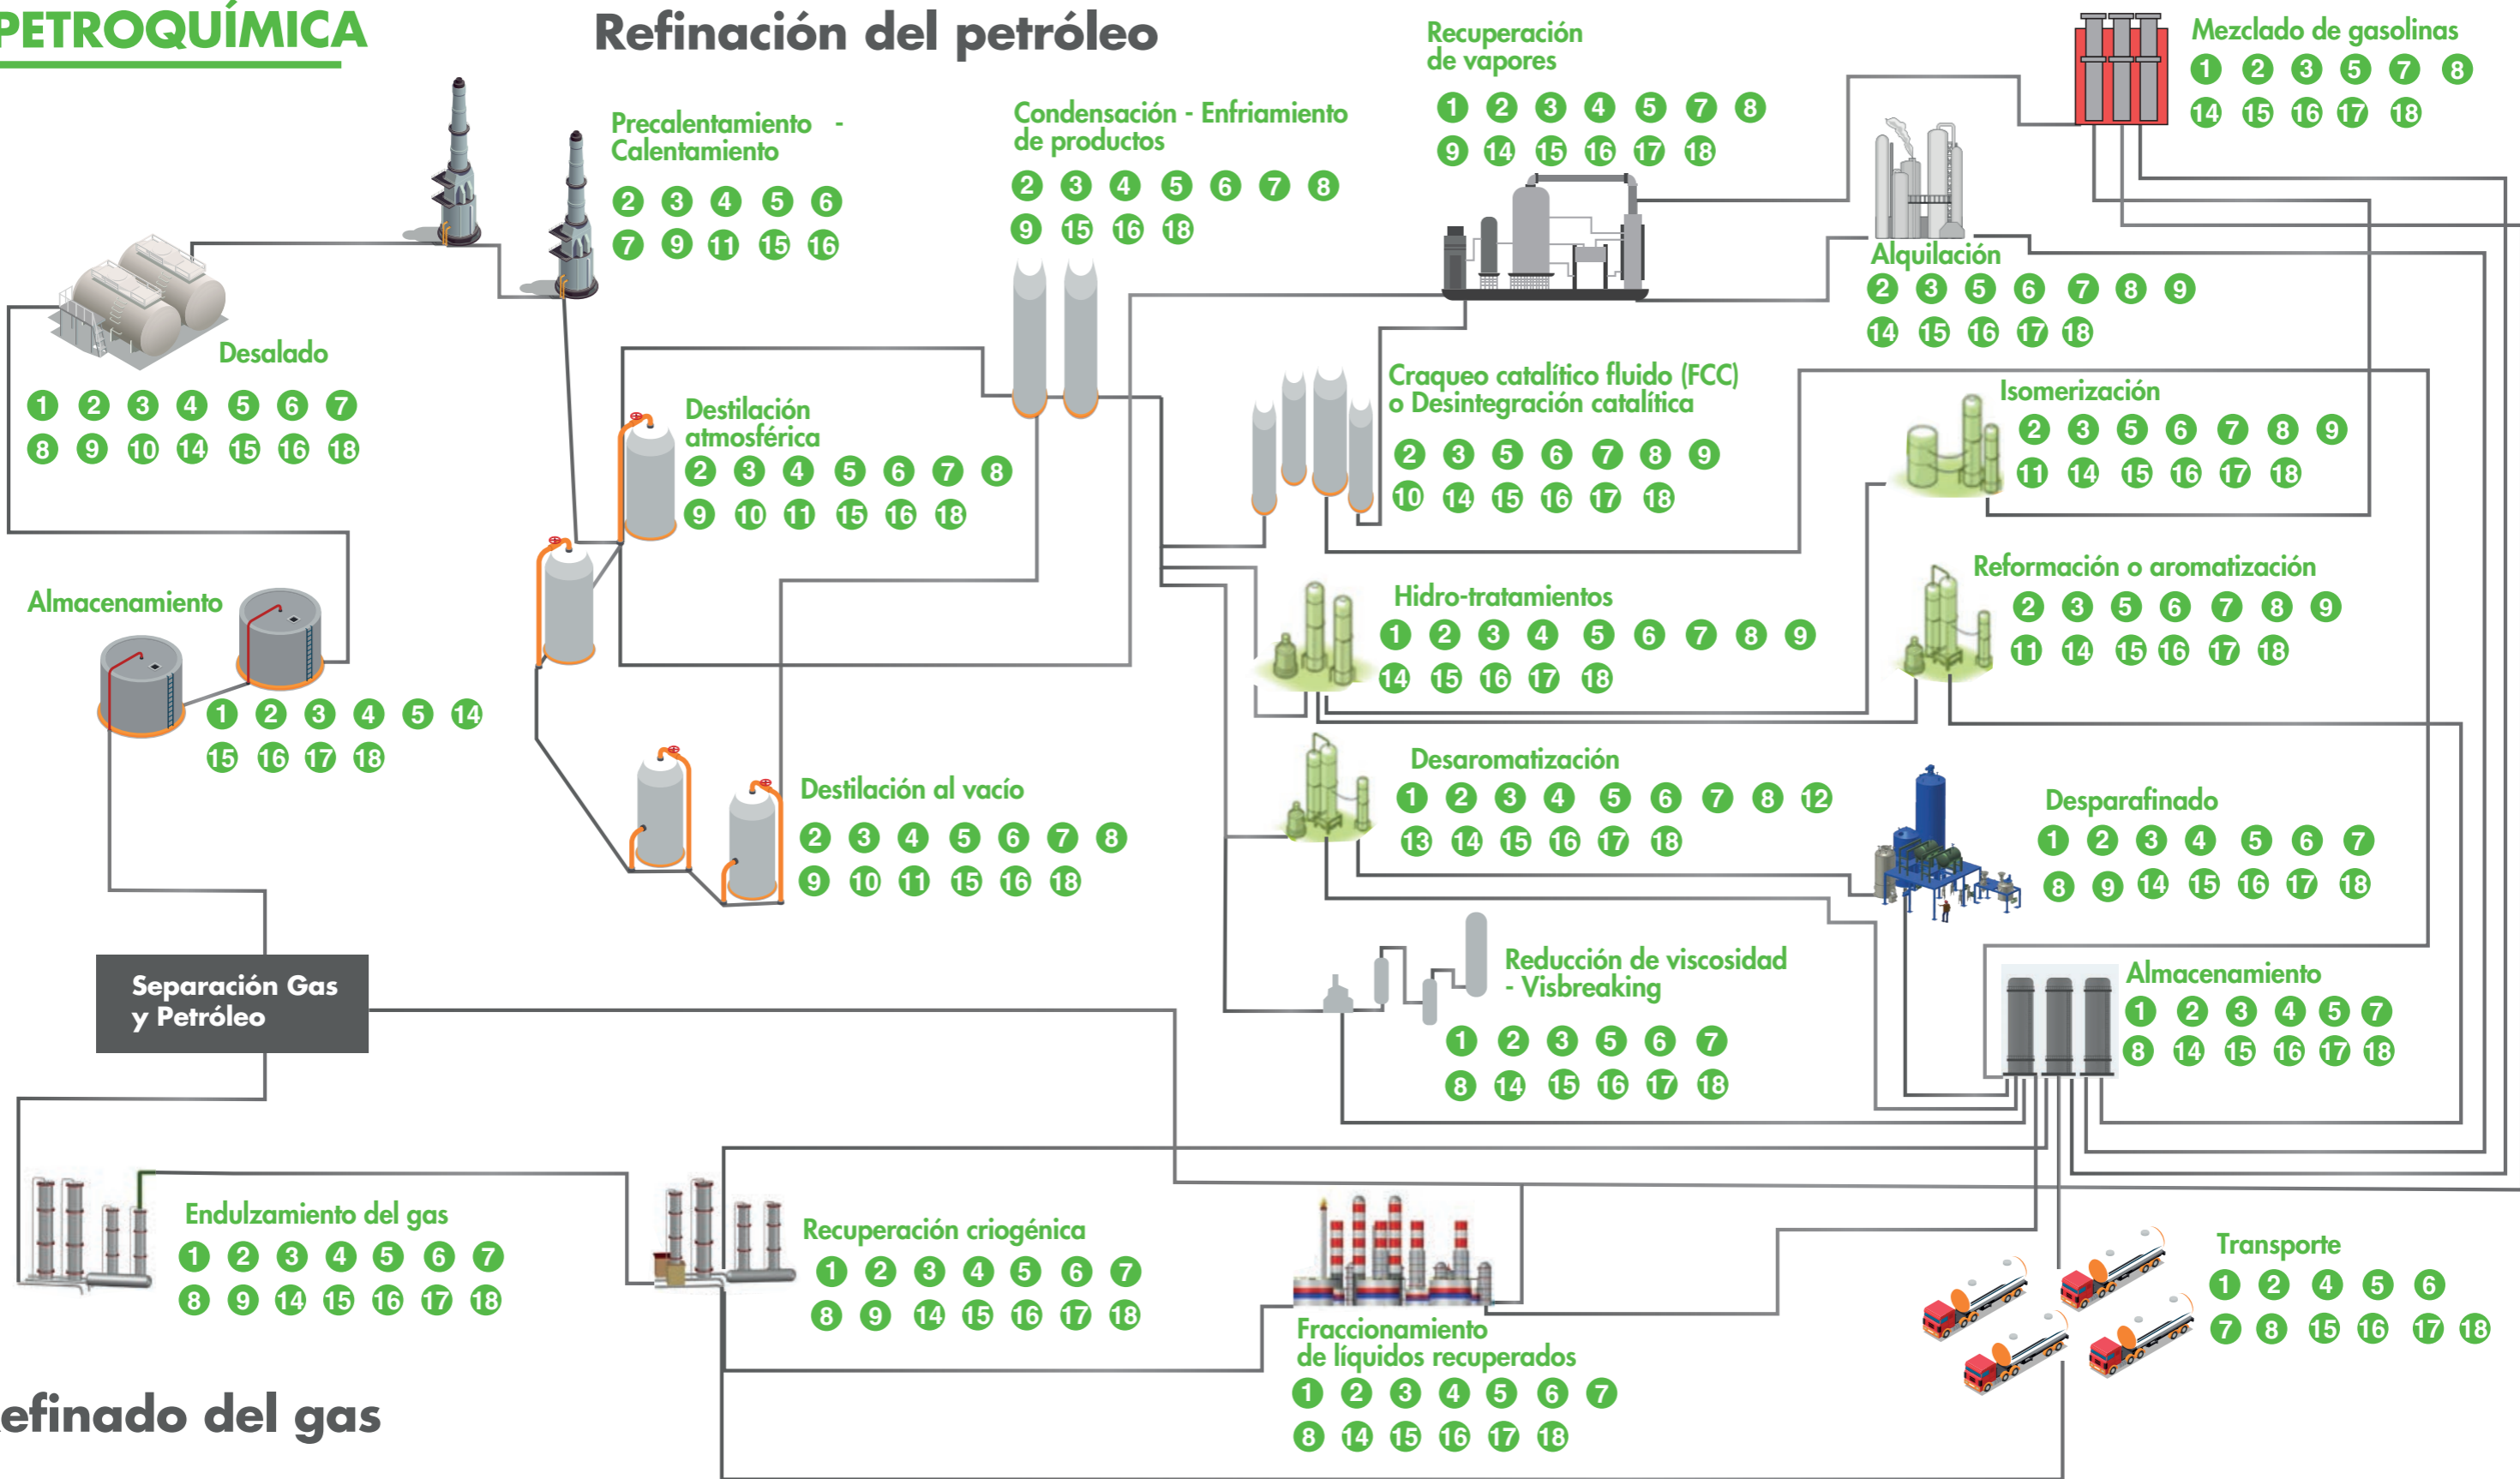 PETROQUÍMICA
Refinación del petróleo
Recuperación
de vapores
1 2 3 4 5 7 8
9 14 15 16 17 18
Mezclado de gasolinas
1 2 3 5 7 8
14 15 16 17 18
Precalentamiento -
Calentamiento
2 3 4 5 6
7 9 11 15 16
Condensación - Enfriamiento
de productos
2 3 4 5 6 7 8
9 15 16 18
Alquilación
2 3 5 6 7 8 9
14 15 16 17 18
Desalado
1 2 3 4 5 6 7
8 9 10 14 15 16 18
Destilación
atmosférica
2 3 4 5 6 7 8
9 10 11 15 16 18
Craqueo catalítico fluido (FCC)
o Desintegración catalítica
2 3 5 6 7 8 9
10 14 15 16 17 18
Isomerización
2 3 5 6 7 8 9
11 14 15 16 17 18
Almacenamiento
1 2 3 4 5 14
15 16 17 18
Hidro-tratamientos
1 2 3 4 5 6 7 8 9
14 15 16 17 18
Reformación o aromatización
2 3 5 6 7 8 9
11 14 15 16 17 18
Destilación al vacío
2 3 4 5 6 7 8
9 10 11 15 16 18
Desaromatización
1 2 3 4 5 6 7 8 12
13 14 15 16 17 18
Desparafinado
1 2 3 4 5 6 7
8 9 14 15 16 17 18
Separación Gas
y Petróleo
Reducción de viscosidad
- Visbreaking
1 2 3 5 6 7
8 14 15 16 17 18
Almacenamiento
1 2 3 4 5 7
8 14 15 16 17 18
Endulzamiento del gas
1 2 3 4 5 6 7
8 9 14 15 16 17 18
Recuperación criogénica
1 2 3 4 5 6 7
8 9 14 15 16 17 18
Fraccionamiento
de líquidos recuperados
1 2 3 4 5 6 7
8 14 15 16 17 18
Transporte
1 2 4 5 6
7 8 15 16 17 18
efinado del gas